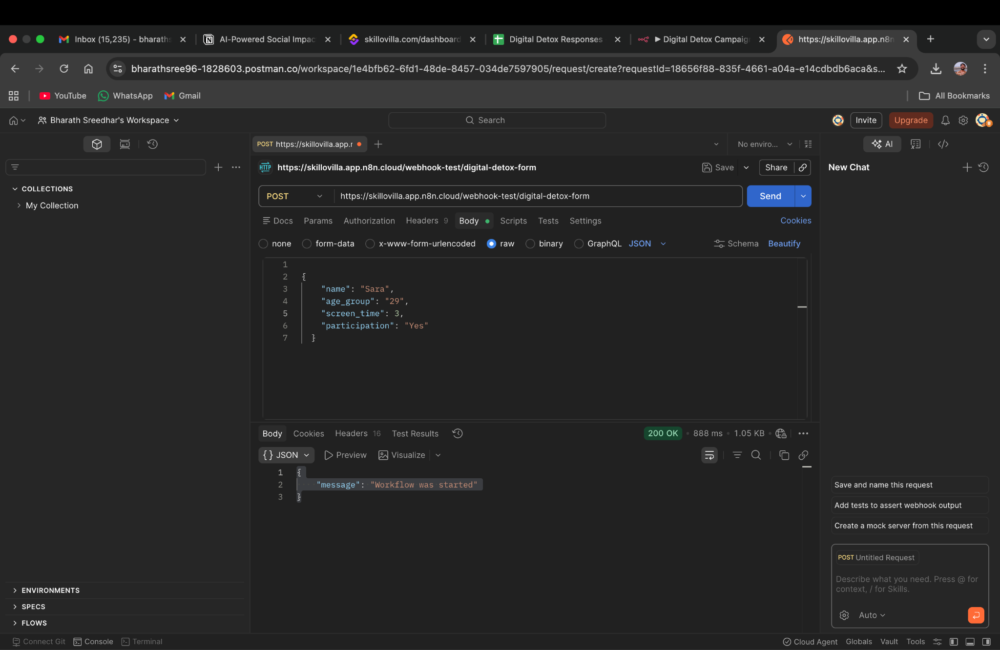 Inbox (15,235) - bharaths
AI-Powered Social Impac
skillovilla.com/dashboard
Digital Detox Responses
Digital Detox Campaign
https://skillovilla.app.n8n
bharathsree96-1828603.postman.co/workspace/1e4bfb62-6fd1-48de-8457-034de7597905/request/create?requestId=18656f88-835f-4661-a04a-e14cdbdb6aca&s...
YouTube
WhatsApp
Gmail
All Bookmarks
Bharath Sreedhar's Workspace
Search
Invite
Upgrade
POST https://skillovilla.app.r
No enviro...
AI
HTTP
https://skillovilla.app.n8n.cloud/webhook-test/digital-detox-form
Save
Share
New Chat
COLLECTIONS
My Collection
POST
https://skillovilla.app.n8n.cloud/webhook-test/digital-detox-form
Send
Docs Params Authorization Headers 9 Body Scripts Tests Settings Cookies
none form-data x-www-form-urlencoded raw binary GraphQL JSON Schema Beautify
1
2 {
3 "name": "Sara",
4 "age_group": "29",
5 "screen_time": 3,
6 "participation": "Yes"
7 }
Body Cookies Headers 16 Test Results 200 OK • 888 ms • 1.05 KB •
{} JSON Preview Visualize
1 {
2 "message": "Workflow was started"
3 }
Save and name this request
Add tests to assert webhook output
Create a mock server from this request
POST Untitled Request
Describe what you need. Press @ for
context, / for Skills.
Auto
ENVIRONMENTS
SPECS
FLOWS
Connect Git Console Terminal
Cloud Agent Globals Vault Tools